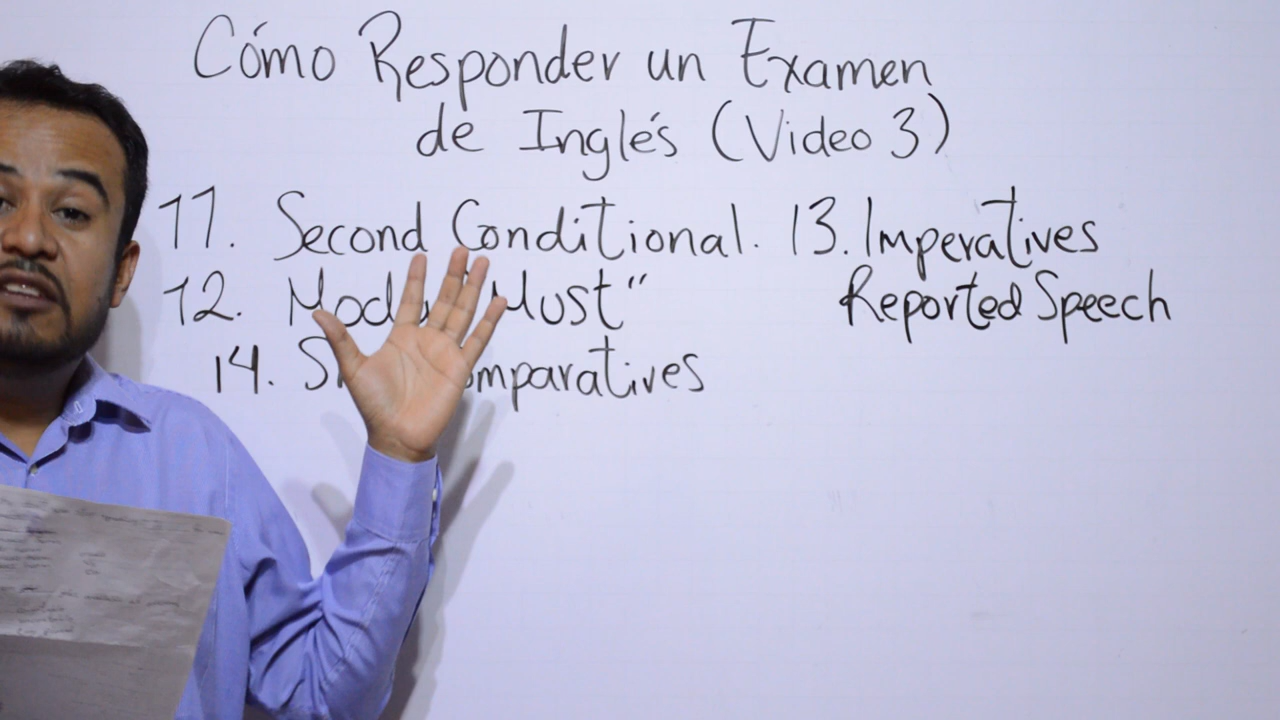 Cómo Responder un Examen
de Inglés (Video 3)
11. Second Conditional. 13. Imperatives
12. Must" Reported Speech
14.